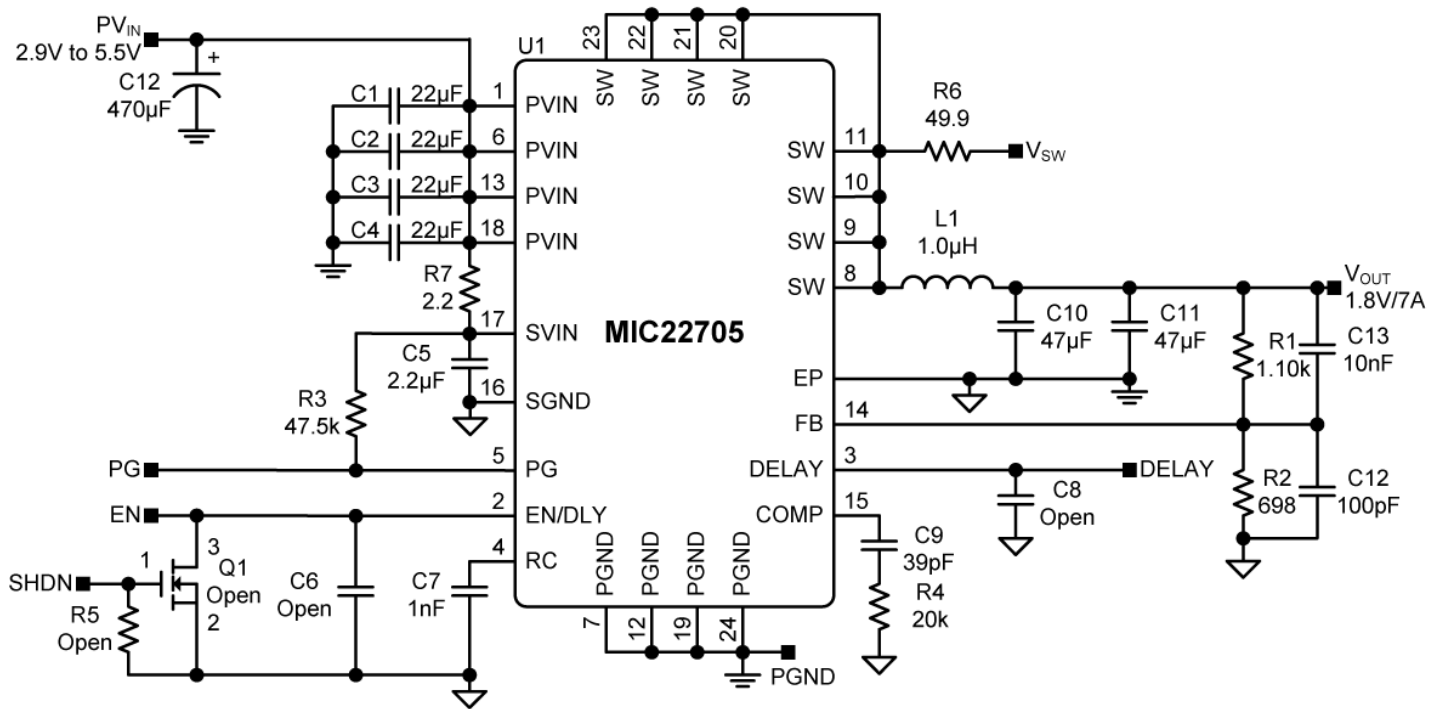 PVIN
2.9V to 5.5V
C12
470µF
+
C1 22µF
C2 22µF
C3 22µF
C4 22µF
R7
2.2
C5
2.2µF
R3
47.5k
PG
EN
SHDN
R5
Open
1
3
Q1
Open
2
C6
Open
C7
1nF
U1
23
22
21
20
SW
SW
SW
SW
1 PVIN
6 PVIN
13 PVIN
18 PVIN
17 SVIN
16 SGND
5 PG
2 EN/DLY
4 RC
MIC22705
SW 11
SW 10
SW 9
SW 8
EP
FB 14
DELAY 3
COMP 15
PGND
PGND
PGND
PGND
7
12
19
24
PGND
R6
49.9
VSW
L1
1.0µH
VOUT
1.8V/7A
C10
47µF
C11
47µF
R1
1.10k
C13
10nF
DELAY
C8
Open
R2
698
C12
100pF
C9
39pF
R4
20k